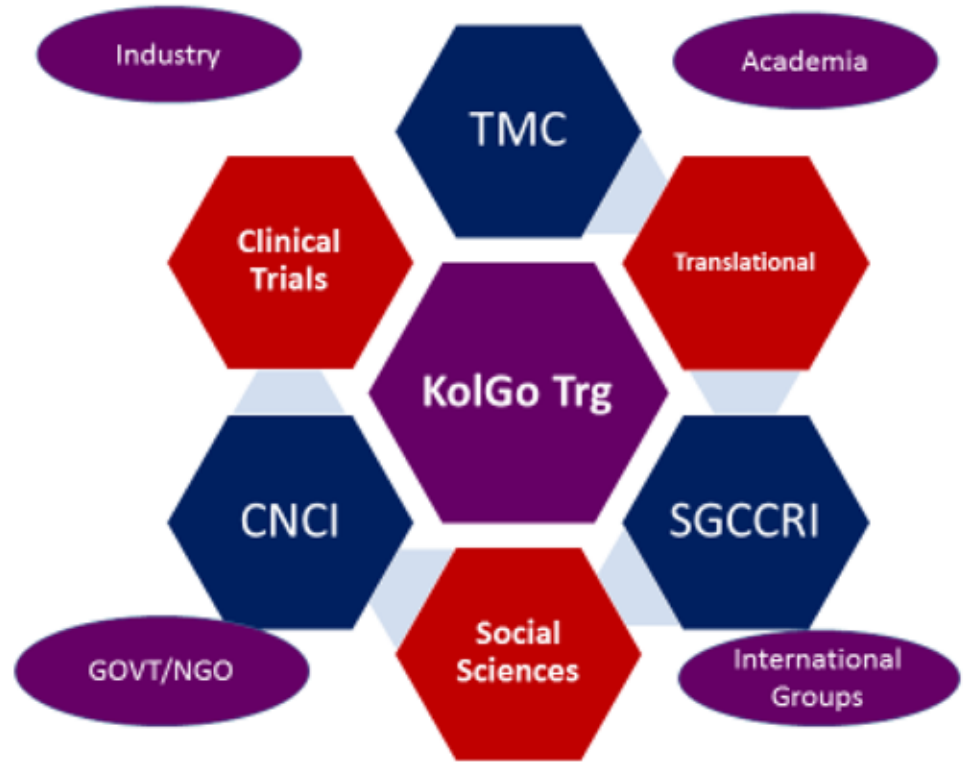 Industry
Academia
TMC
Clinical
Trials
Translational
KolGo Trg
CNCI
SGCCRI
Social
Sciences
GOVT/NGO
International
Groups